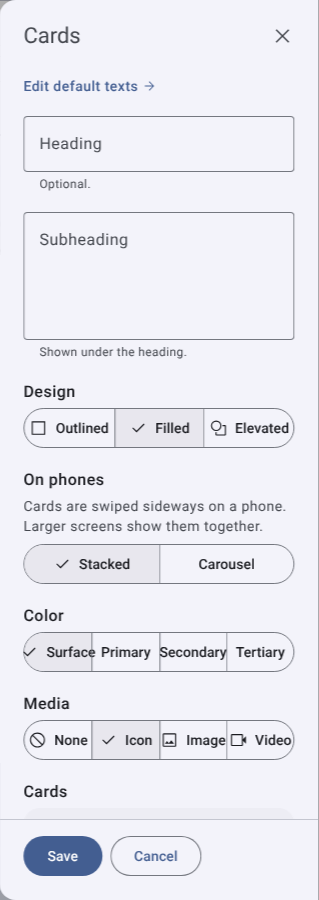 Cards
Edit default texts →
Heading
Optional.
Subheading
Shown under the heading.
Design
Outlined Filled Elevated
On phones
Cards are swiped sideways on a phone.
Larger screens show them together.
Stacked Carousel
Color
Surface Primary Secondary Tertiary
Media
None Icon Image Video
Cards
Save Cancel